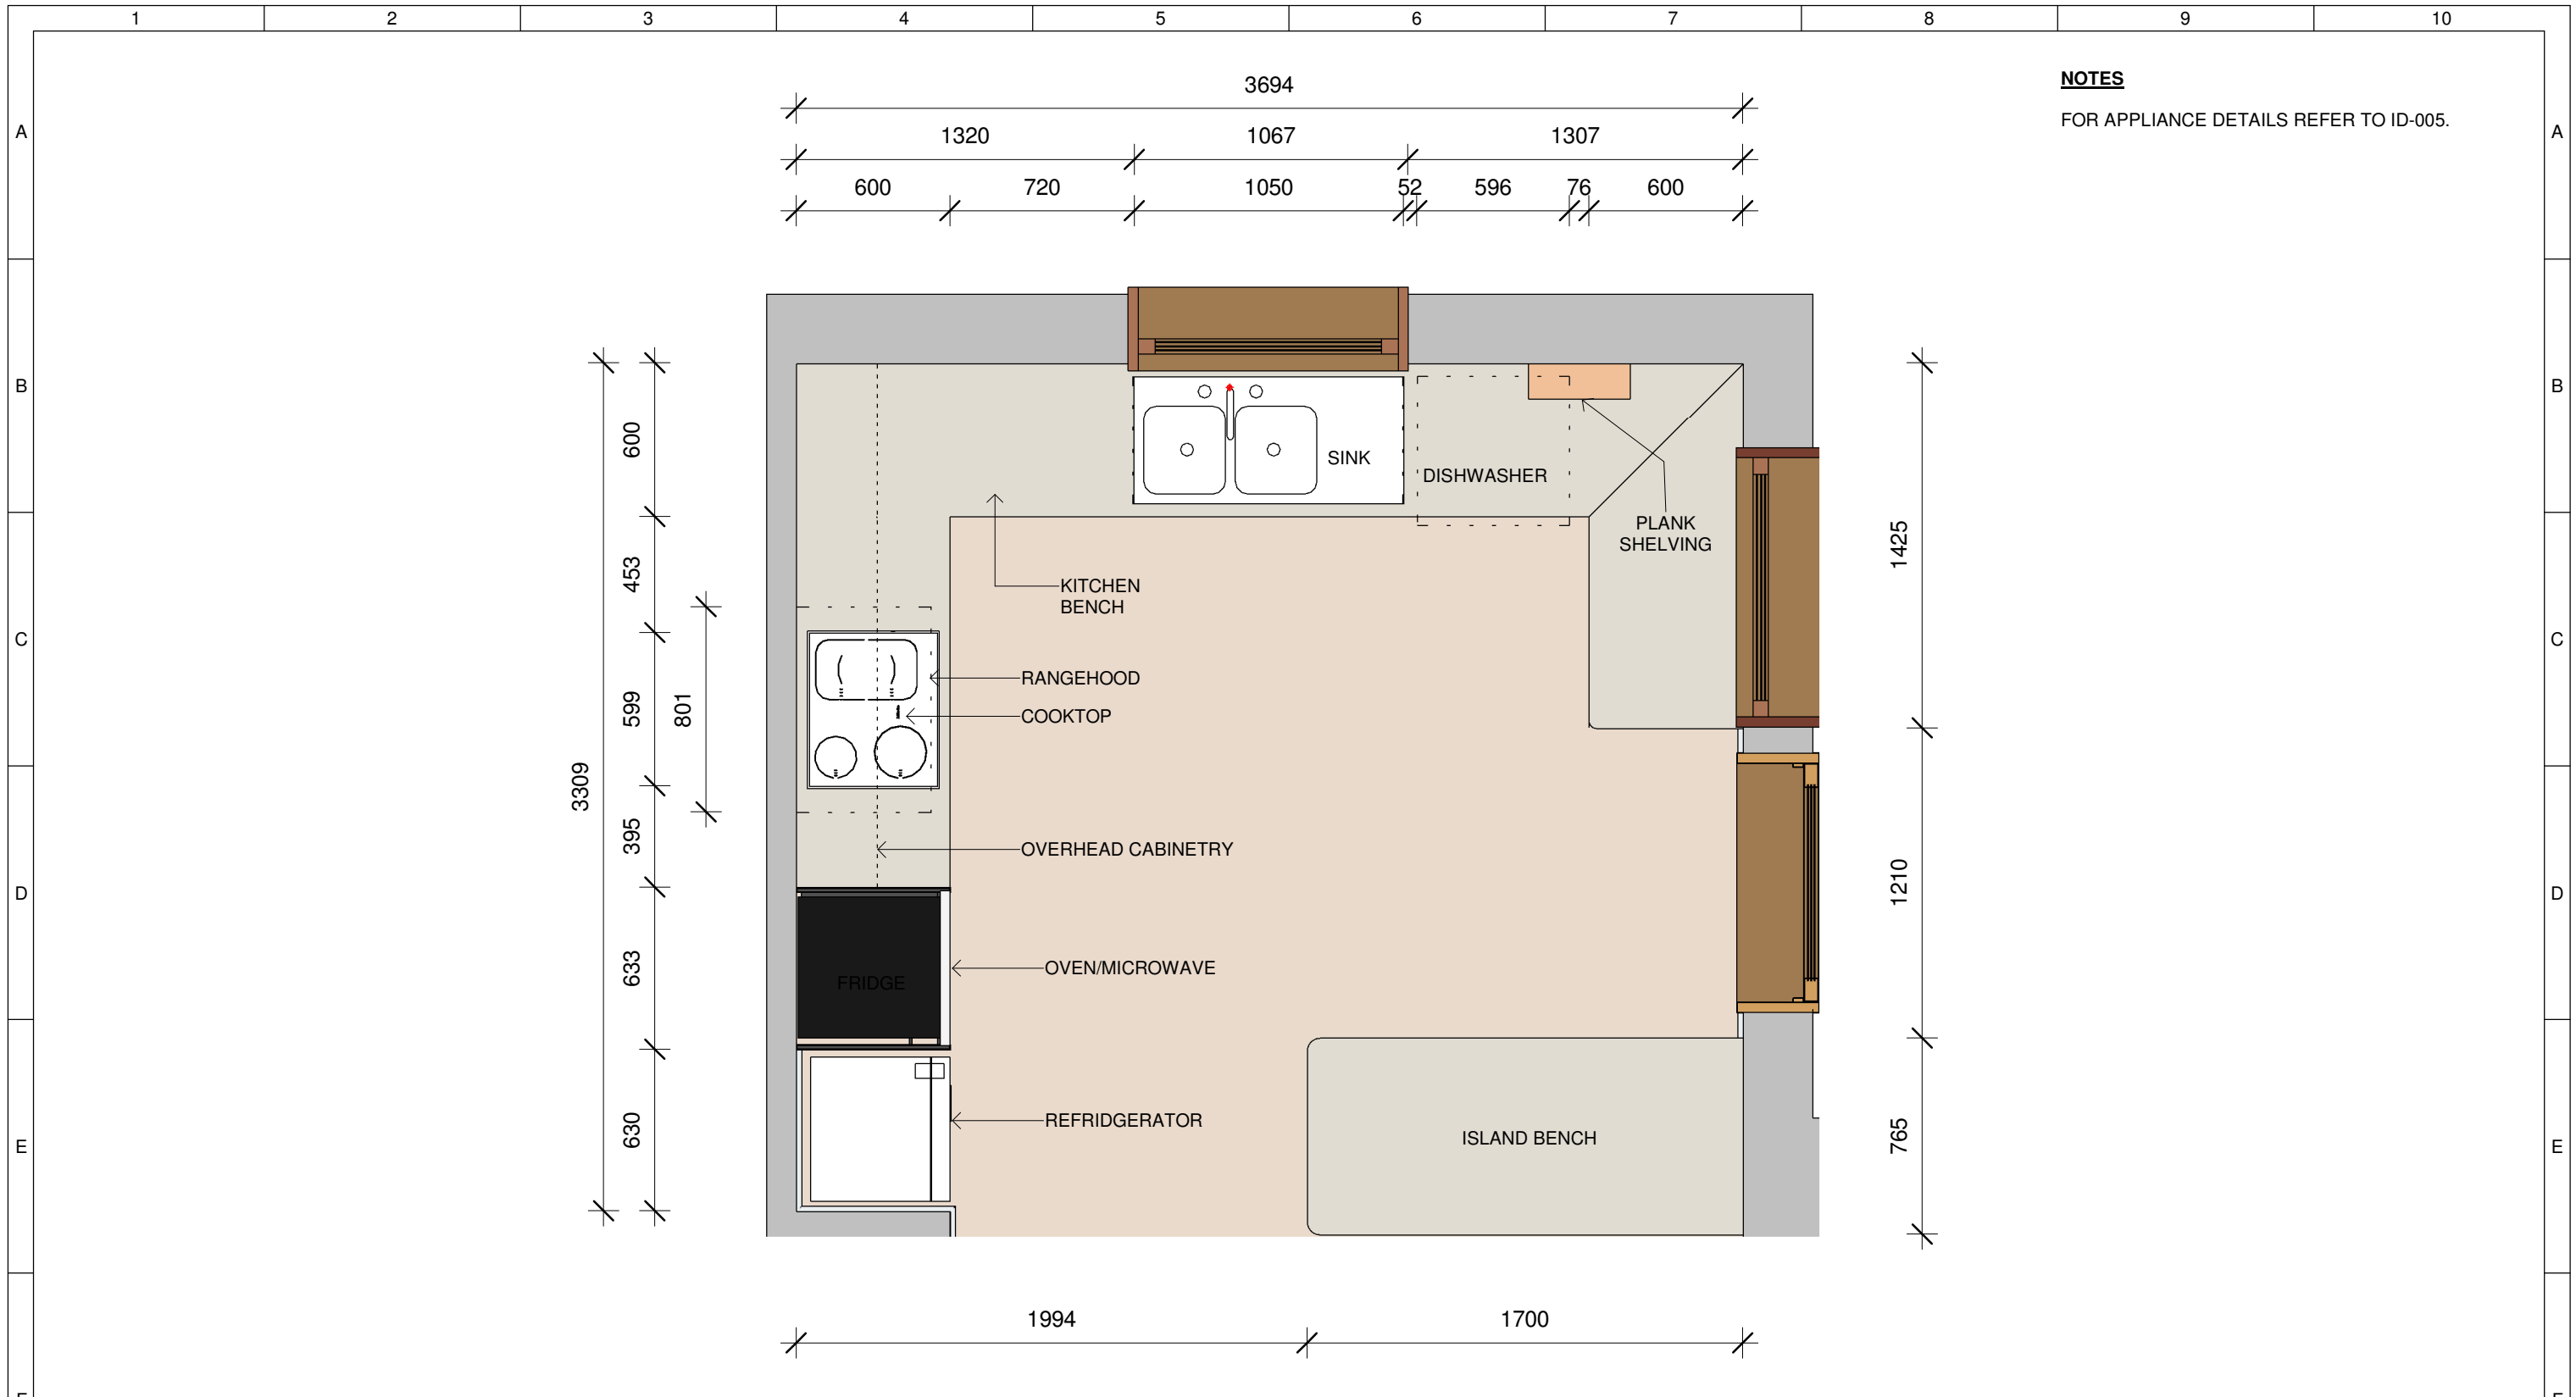 1 2 3 4 5 6 7 8 9 10
NOTES
FOR APPLIANCE DETAILS REFER TO ID-005.
A A
3694
1320 1067 1307
600 720 1050 52 596 76 600
B B
600
SINK
DISHWASHER
PLANK
SHELVING
1425
453
KITCHEN
BENCH
C C
RANGEHOOD
COOKTOP
599
801
3309
395
OVERHEAD CABINETRY
D D
1210
633
FRIDGE
OVEN/MICROWAVE
630
REFRIDGERATOR
ISLAND BENCH
765
E E
1994 1700